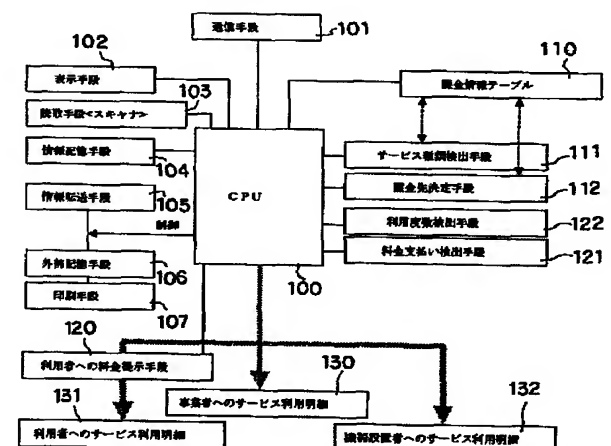 通信手段
101
102
表示手段
103
読取手段<スキャナ>
情報記憶手段
104
情報転送手段
105
制御
外部記憶手段
106
印刷手段
107
CPU
100
110
課金情報テーブル
サービス種類検出手段
111
課金先決定手段
112
利用度数検出手段
122
料金支払い検出手段
121
120
利用者への料金提示手段
130
事業者へのサービス利用明細
131
利用者へのサービス利用明細
132
機器設置者へのサービス利用明細